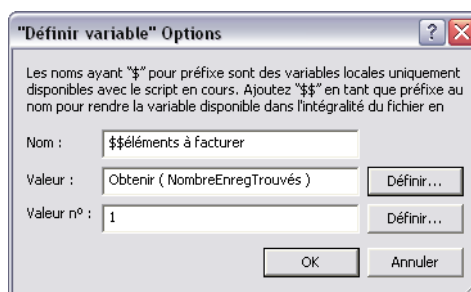 "Définir variable" Options
Les noms ayant "$" pour préfixe sont des variables locales uniquement
disponibles avec le script en cours. Ajoutez "$$" en tant que préfixe au
nom pour rendre la variable disponible dans l'intégralité du fichier en
Nom : $$éléments à facturer
Valeur : Obtenir ( NombreEnregTrouvés ) Définir...
Valeur nº : 1 Définir...
OK Annuler